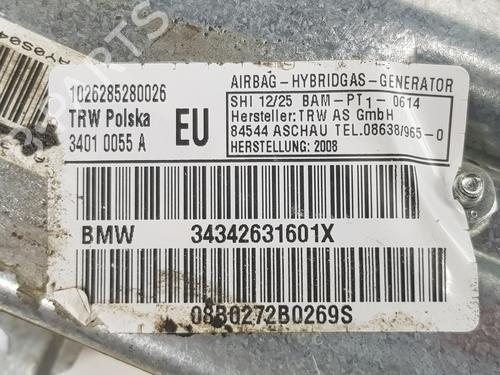 1026285280026
TRW Polska
3401 0055 A
EU
AIRBAG-HYBRIDGAS-GENERATOR
SHI 12/25 BAM-PT1-0614
Hersteller:TRW AS GmbH
84544 ASCHAU TEL.08638/965-0
HERSTELLUNG: 2008
BMW 34342631601X
08B0272B0269S